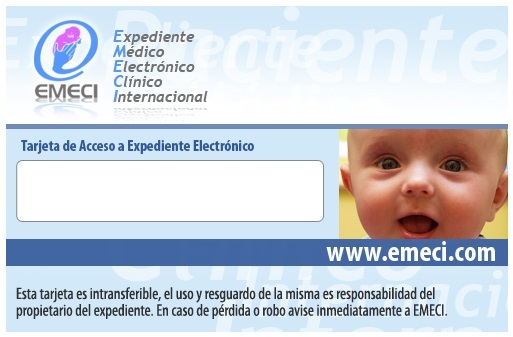 EMECI
Expediente
Médico
Electrónico
Clínico
Internacional
Tarjeta de Acceso a Expediente Electrónico
www.emeci.com
Esta tarjeta es intransferible, el uso y resguardo de la misma es responsabilidad del
propietario del expediente. En caso de pérdida o robo avise inmediatamente a EMECI.